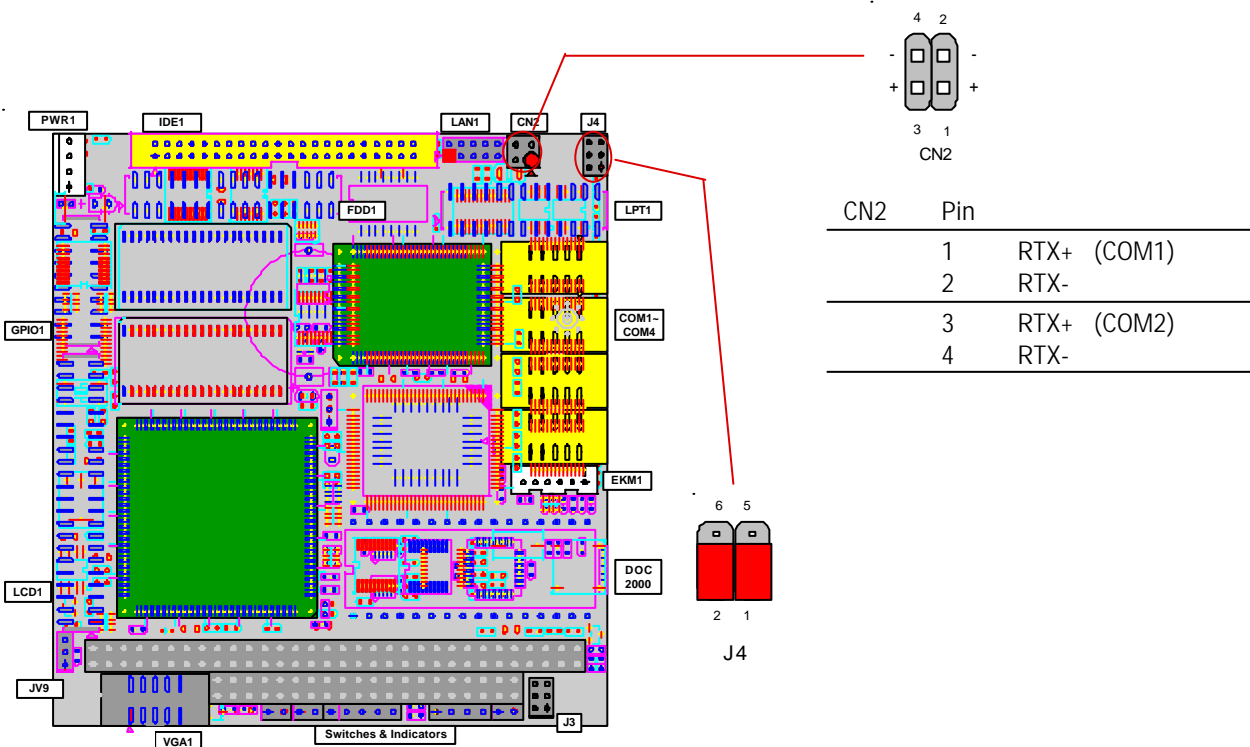 4 2
- -
+ +
3 1
CN2
PWR1
IDE1
LAN1
CN2
J4
FDD1
LPT1
GPIO1
COM1~
COM4
EKM1
LCD1
DOC
2000
JV9
VGA1
Switches & Indicators
J3
CN2 Pin
1 RTX+ (COM1)
2 RTX-
3 RTX+ (COM2)
4 RTX-
6 5
2 1
J4